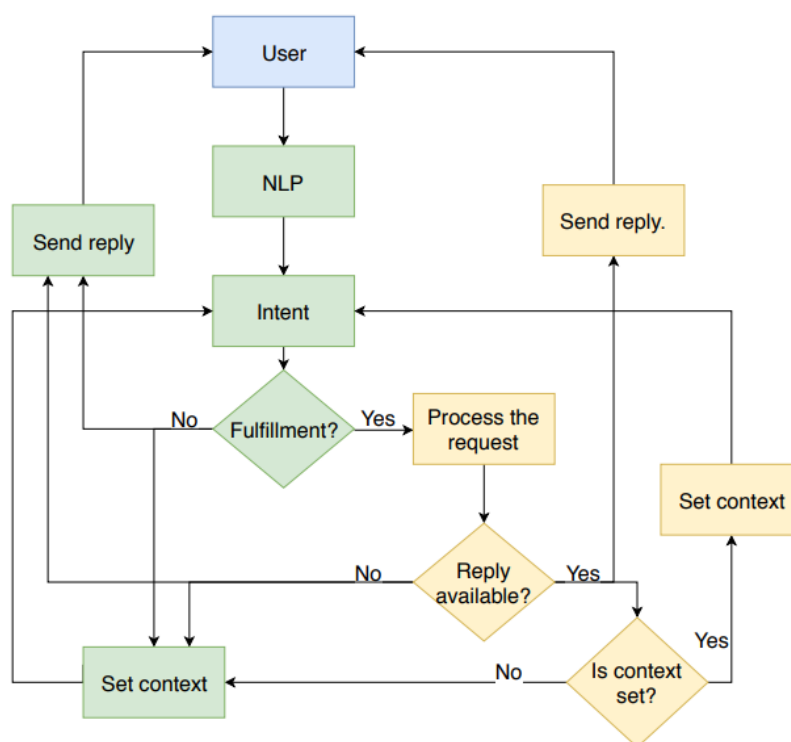 User
NLP
Send reply
Send reply.
Intent
No
Fulfillment?
Yes
Process the
request
Set context
No
Reply
available?
Yes
Set context
No
Is context
set?
Yes